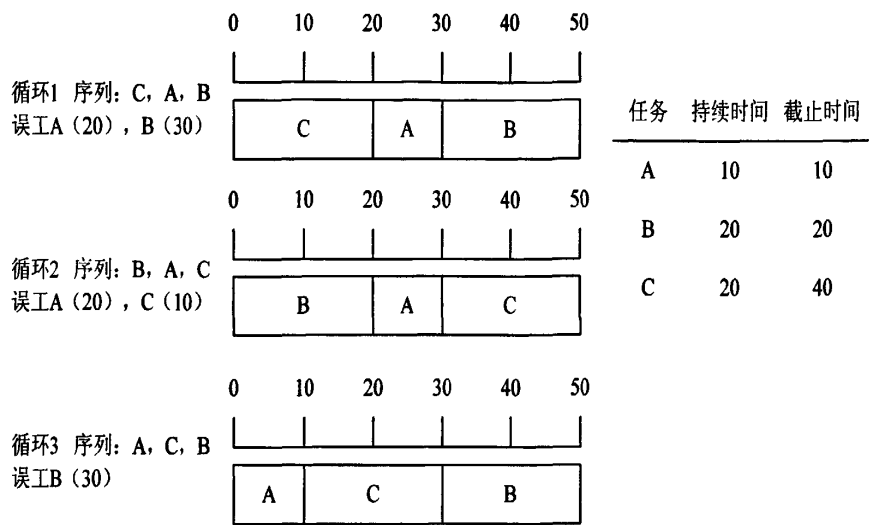 0 10 20 30 40 50
循环1 序列：C，A，B
误工A（20），B（30）
C A B
0 10 20 30 40 50
循环2 序列：B，A，C
误工A（20），C（10）
B A C
0 10 20 30 40 50
循环3 序列：A，C，B
误工B（30）
A C B
任务 持续时间 截止时间
A 10 10
B 20 20
C 20 40